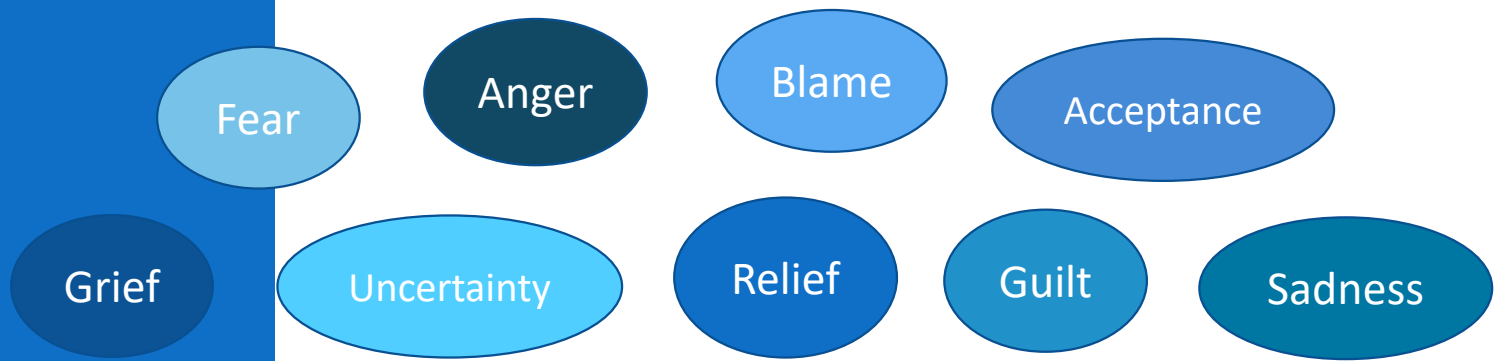 Fear
Anger
Blame
Acceptance
Grief
Uncertainty
Relief
Guilt
Sadness